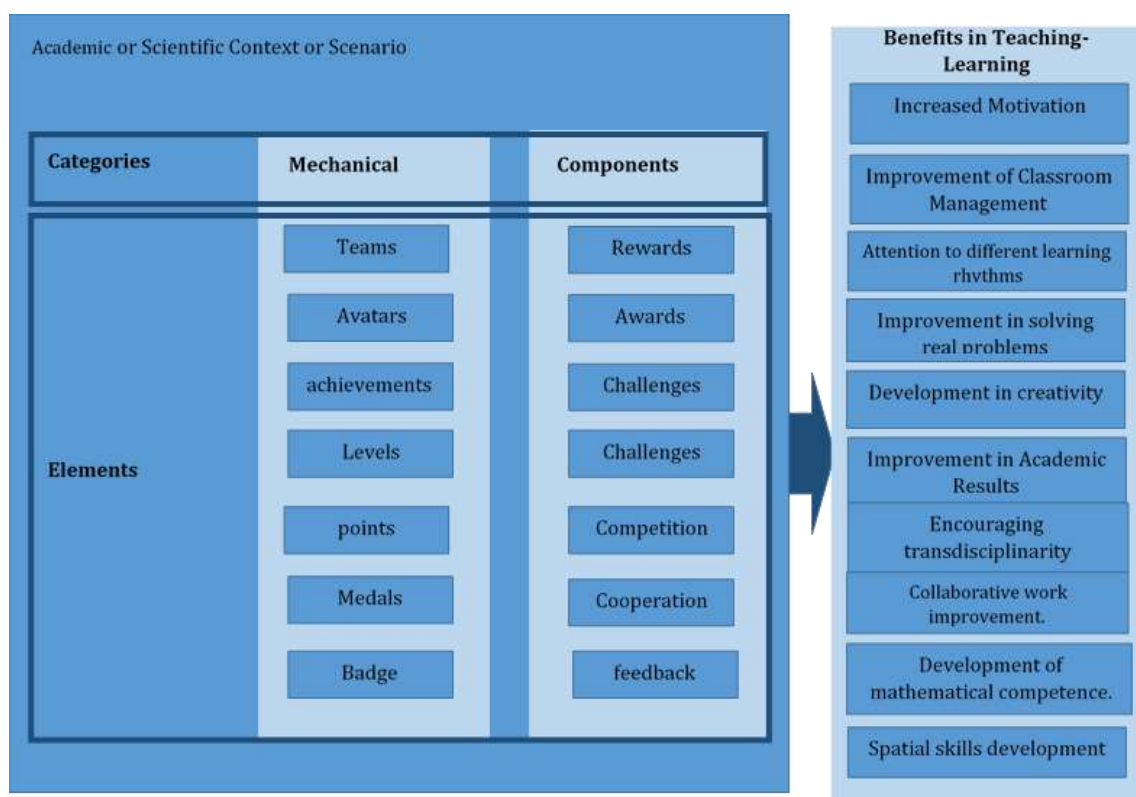 Academic or Scientific Context or Scenario
Categories
Mechanical
Components
Elements
Teams
Avatars
achievements
Levels
points
Medals
Badge
Rewards
Awards
Challenges
Challenges
Competition
Cooperation
feedback
Benefits in Teaching-
Learning
Increased Motivation
Improvement of Classroom
Management
Attention to different learning
rhythms
Improvement in solving
real problems
Development in creativity
Improvement in Academic
Results
Encouraging
transdisciplinarity
Collaborative work
improvement.
Development of
mathematical competence.
Spatial skills development